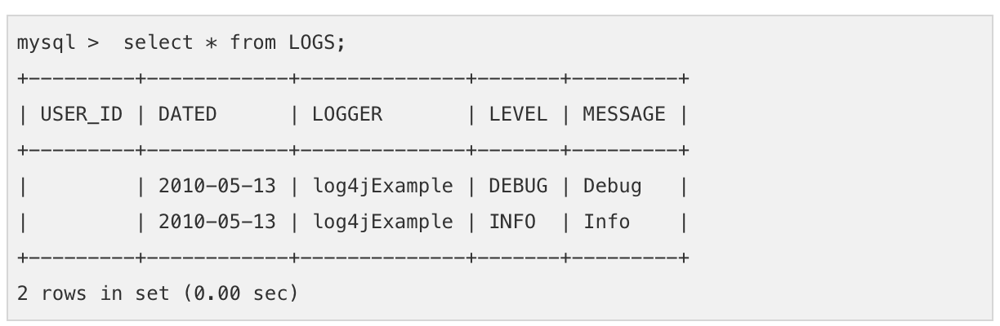 mysql >  select * from LOGS;
+---------+------------+--------------+-------+---------+
| USER_ID | DATED      | LOGGER       | LEVEL | MESSAGE |
+---------+------------+--------------+-------+---------+
|         | 2010-05-13 | log4jExample | DEBUG | Debug   |
|         | 2010-05-13 | log4jExample | INFO  | Info    |
+---------+------------+--------------+-------+---------+
2 rows in set (0.00 sec)